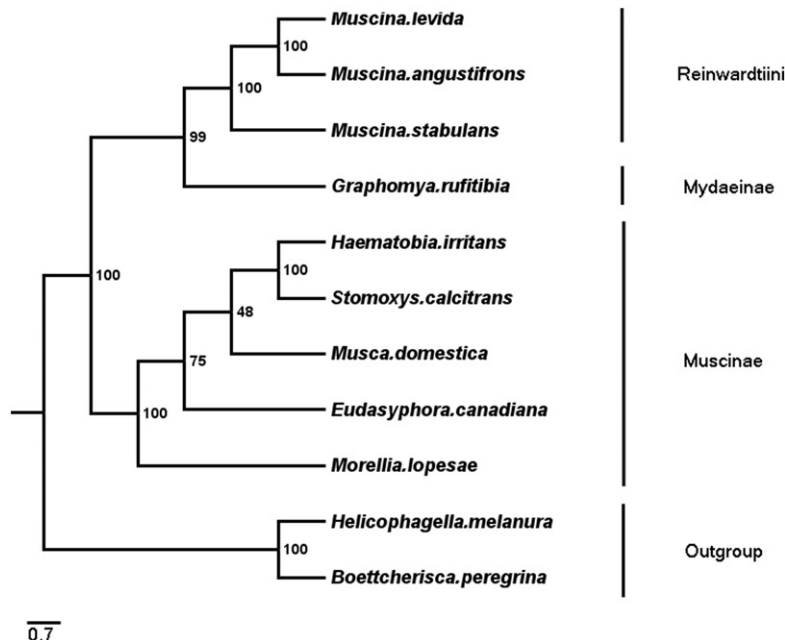 Muscina.levida
100
Muscina.angustifrons
Reinwardtiini
100
Muscina.stabulans
99
Graphomya.rufitibia
Mydaeinae
Haematobia.irritans
100
100
Stomoxys.calcitrans
48
Musca.domestica
75
Muscinae
Eudasyphora.canadiana
100
Morellia.lopesae
Helicophagella.melanura
100
Outgroup
Boettcherisca.peregrina
0.7